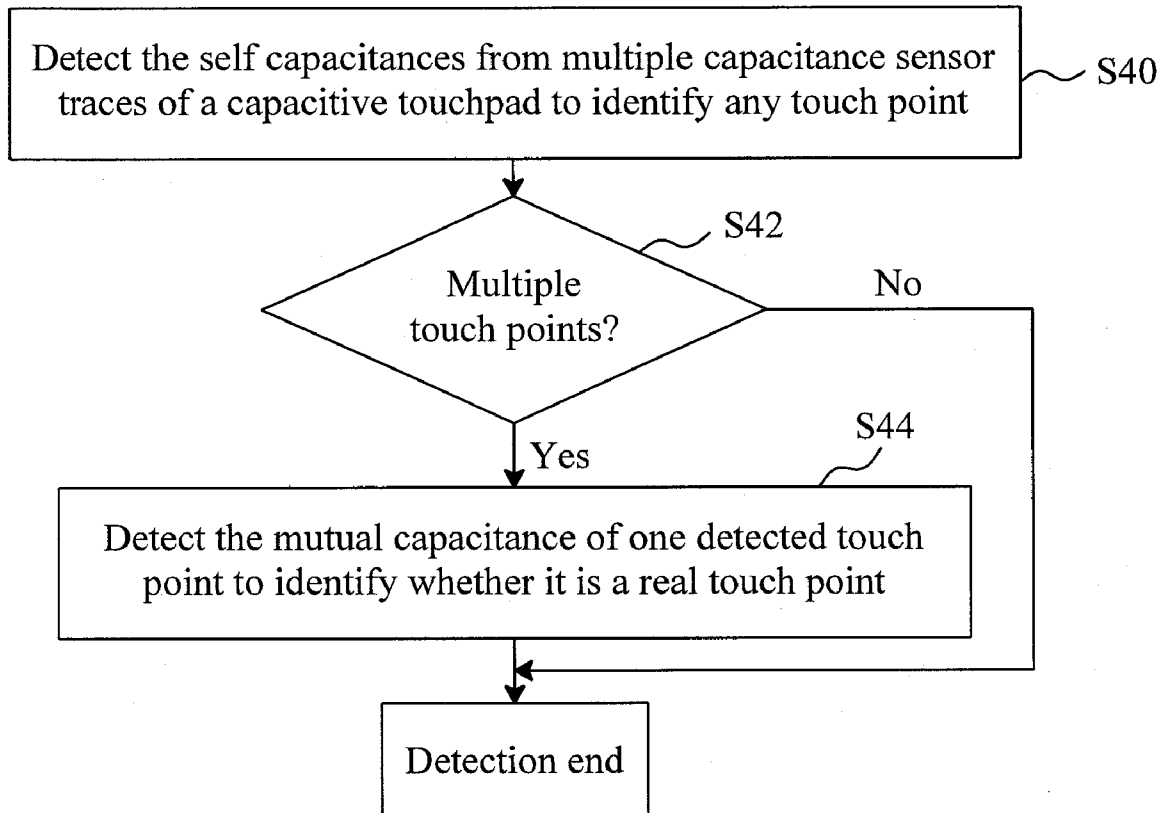 Detect the self capacitances from multiple capacitance sensor
traces of a capacitive touchpad to identify any touch point
S40
S42
Multiple
touch points?
No
S44
Yes
Detect the mutual capacitance of one detected touch
point to identify whether it is a real touch point
Detection end